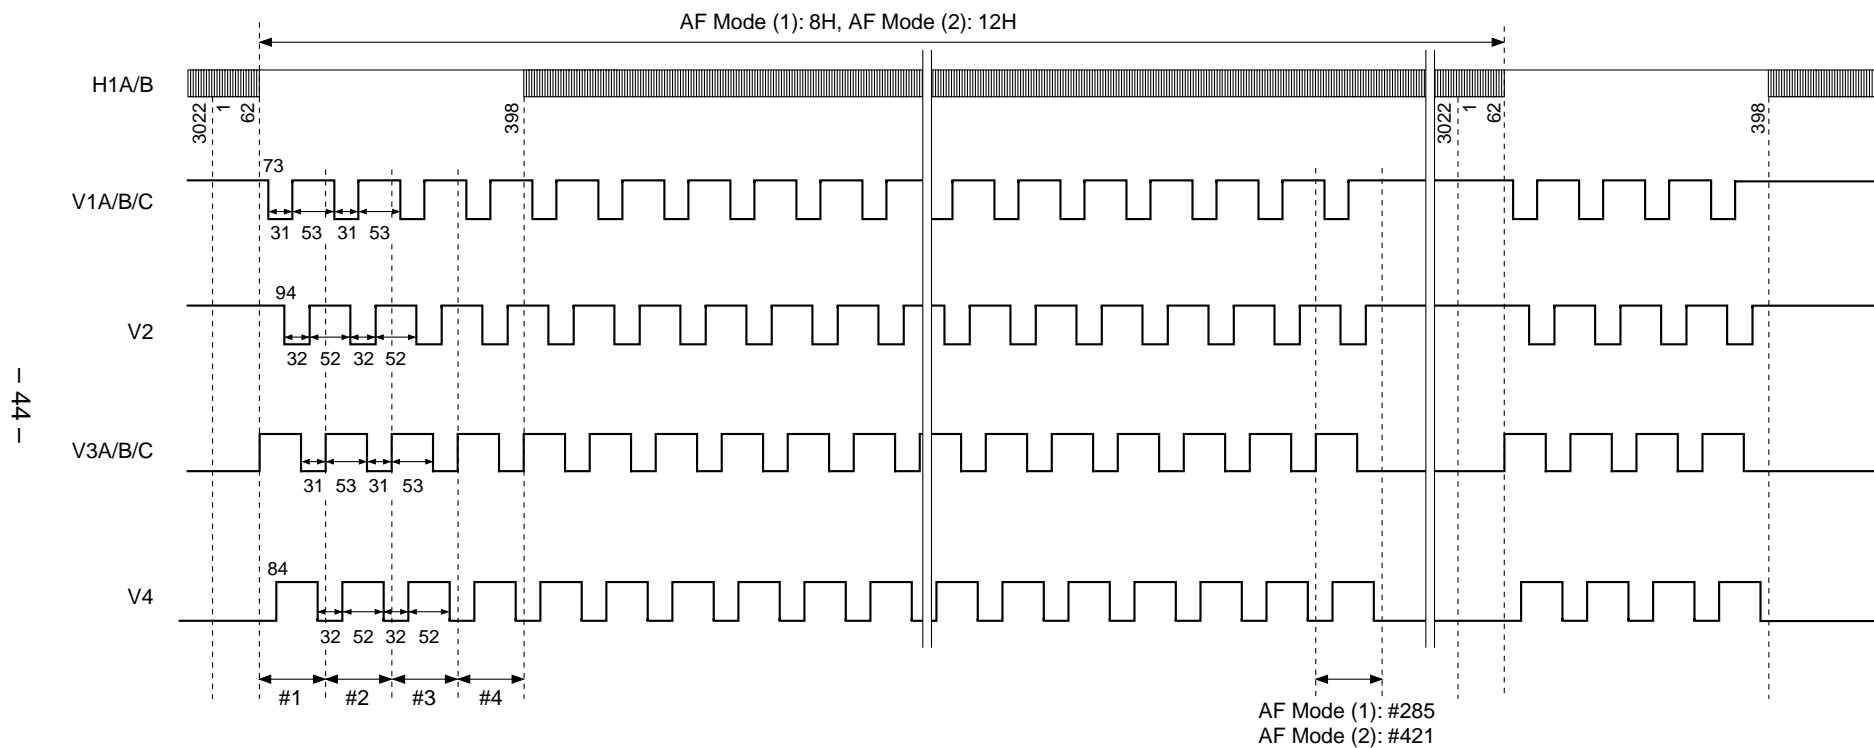 AF Mode (1): 8H, AF Mode (2): 12H
H1A/B
3022 1 62 398 3022 1 62 398
73
V1A/B/C
31 53 31 53
94
V2
32 52 32 52
– 44 –
V3A/B/C
31 53 31 53
84
V4
32 52 32 52
#1 #2 #3 #4
AF Mode (1): #285
AF Mode (2): #421